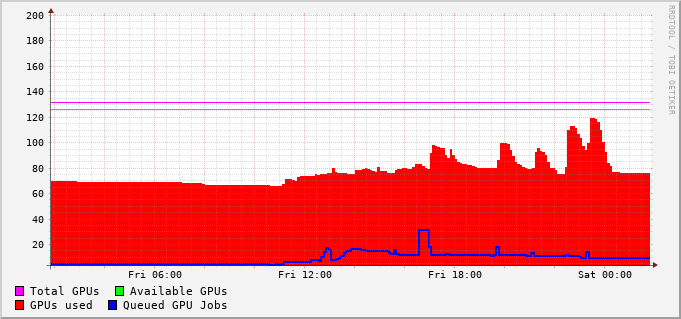 200
180
160
140
120
100
80
60
40
20
Fri 06:00 Fri 12:00 Fri 18:00 Sat 00:00
Total GPUs Available GPUs
GPUs used Queued GPU Jobs
RRDTOOL / TOBI OETIKER